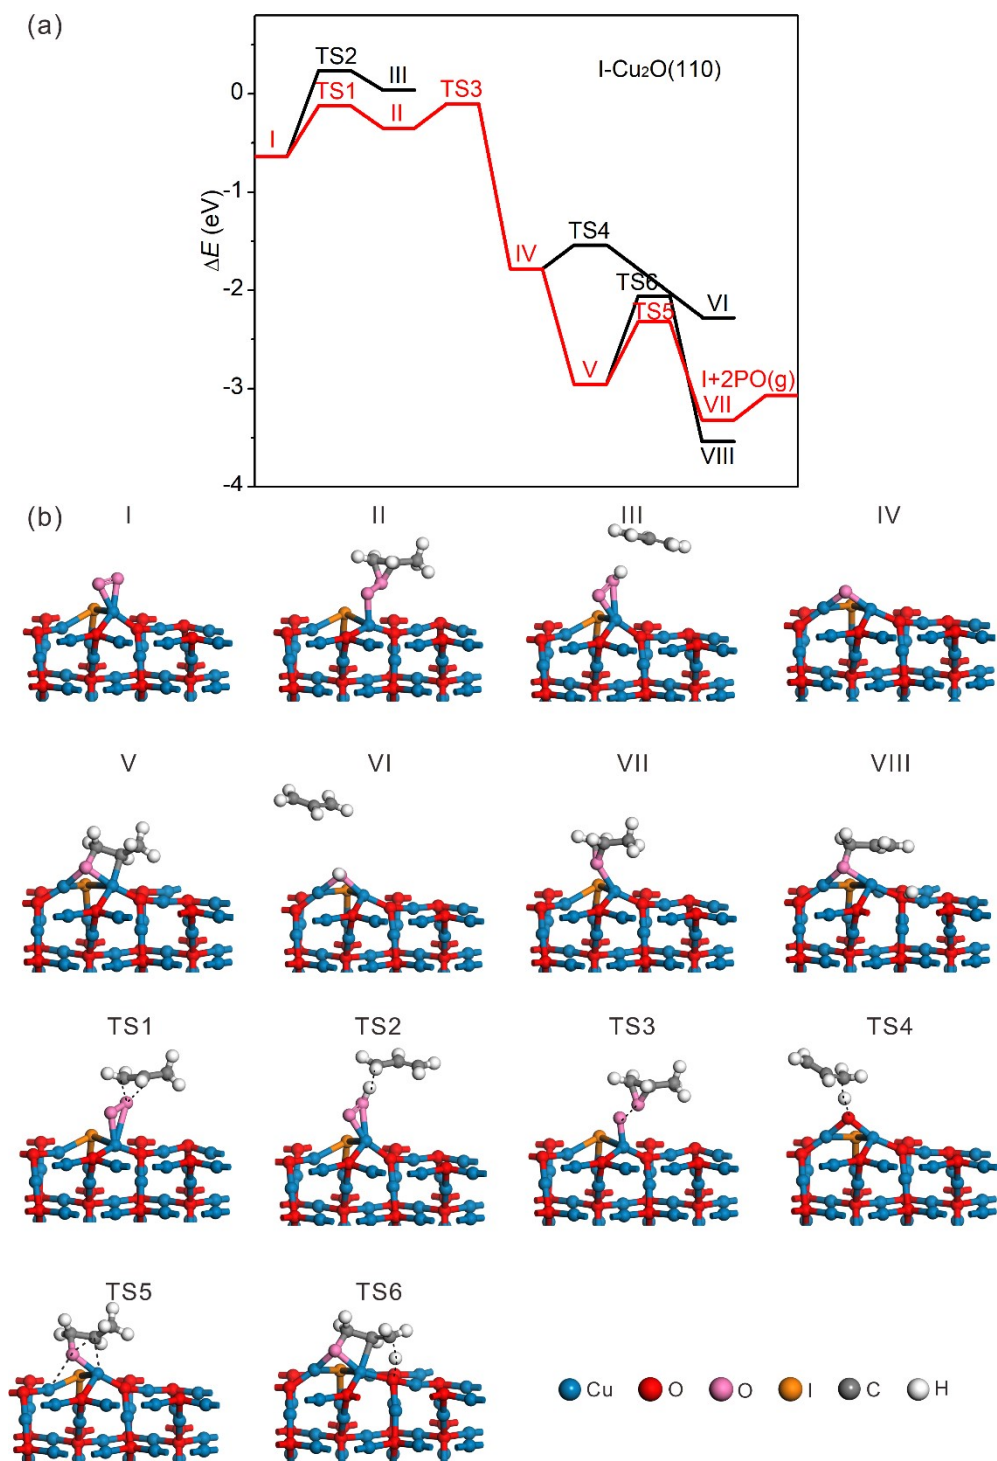 (a)
I-Cu₂O(110)
ΔE (eV)
0
-1
-2
-3
-4
I
TS2
III
TS1
II
TS3
IV
TS4
TS6
TS5
VI
V
I+2PO(g)
VII
VIII
(b)
I II III IV
V VI VII VIII
TS1 TS2 TS3 TS4
TS5 TS6
Cu O O I C H